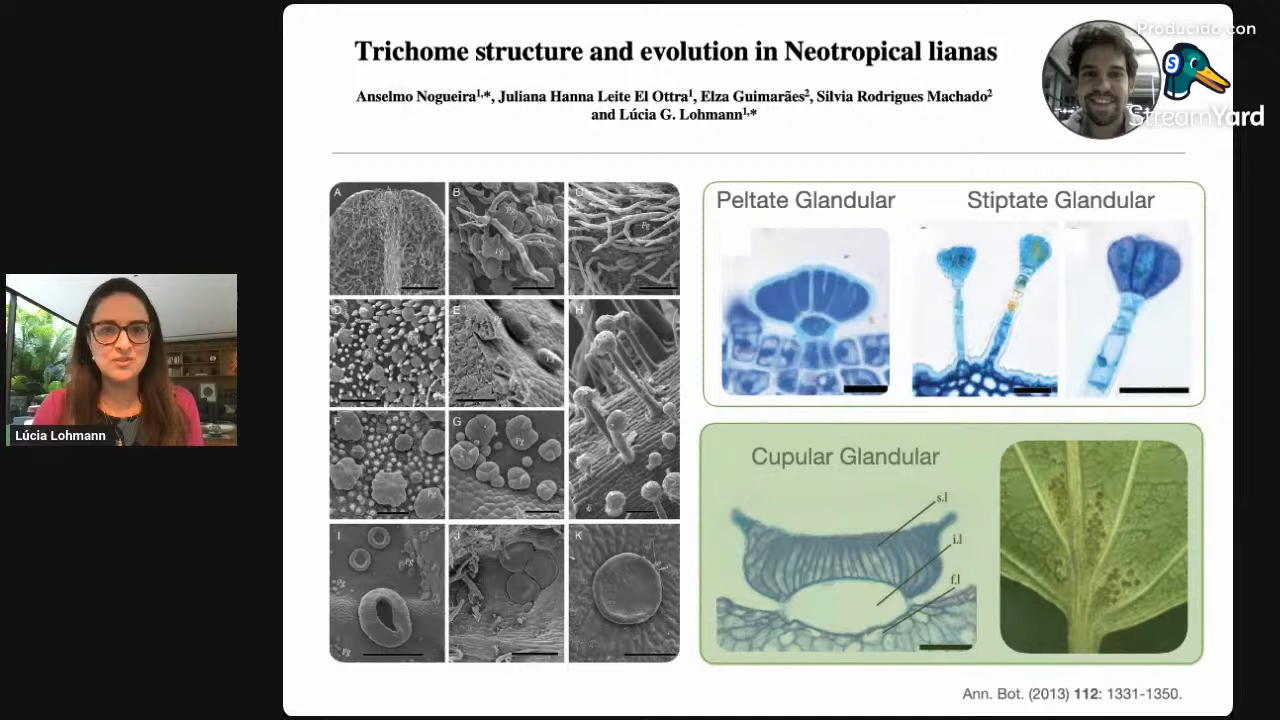 Trichome structure and evolution in Neotropical lianas
Anselmo Nogueira1,*, Juliana Hanna Leite El Ottra1, Elza Guimarães2, Silvia Rodrigues Machado2
and Lúcia G. Lohmann1,*
Producido con
S
StreamYard
A
B
C
D
E
H
F
G
I
J
K
Peltate Glandular
Stiptate Glandular
Cupular Glandular
s.l
i.l
f.l
Lúcia Lohmann
Ann. Bot. (2013) 112: 1331-1350.